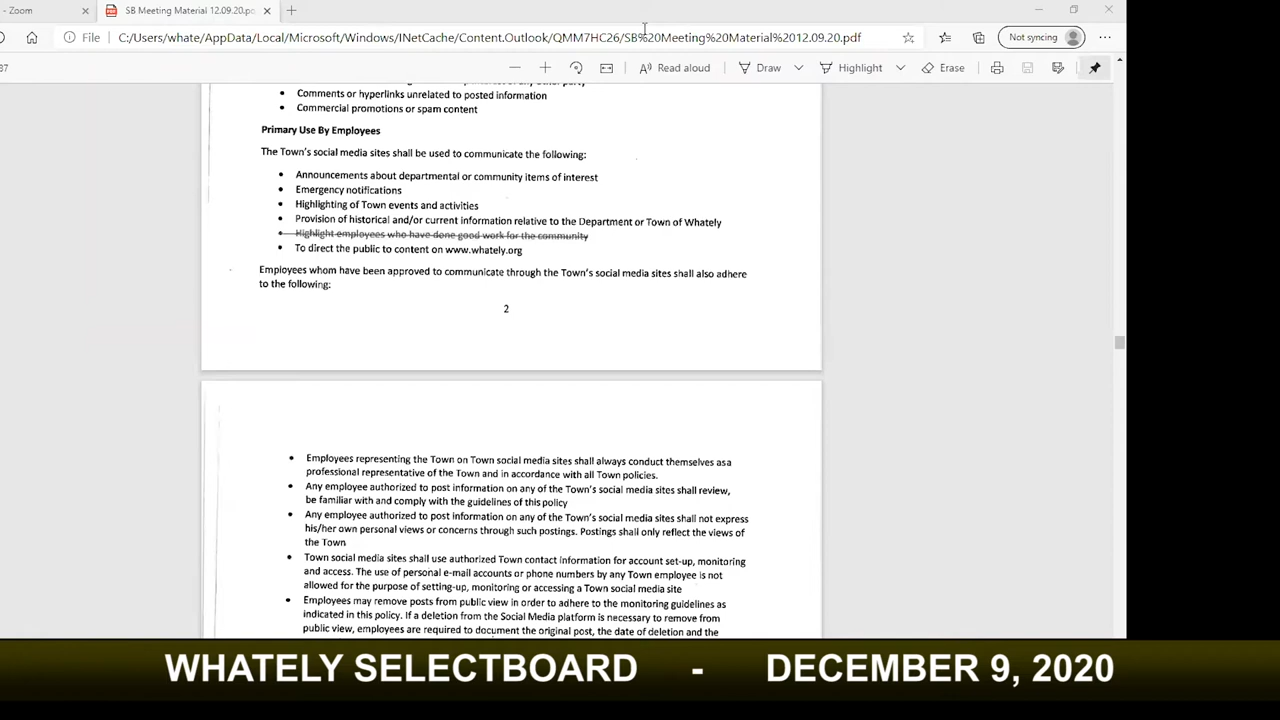 - Zoom
SB Meeting Material 12.09.20.po
File
C:/Users/whate/AppData/Local/Microsoft/Windows/INetCache/Content.Outlook/QMM7HC26/SB%20Meeting%20Material%2012.09.20.pdf
Not syncing
87
Read aloud
Draw
Highlight
Erase
• Comments or hyperlinks unrelated to posted information
• Commercial promotions or spam content
Primary Use By Employees
The Town's social media sites shall be used to communicate the following:
• Announcements about departmental or community items of interest
• Emergency notifications
• Highlighting of Town events and activities
• Provision of historical and/or current information relative to the Department or Town of Whately
• Highlight employees who have done good work for the community
• To direct the public to content on www.whately.org
Employees whom have been approved to communicate through the Town's social media sites shall also adhere
to the following:
2
• Employees representing the Town on Town social media sites shall always conduct themselves as a
professional representative of the Town and in accordance with all Town policies.
• Any employee authorized to post information on any of the Town's social media sites shall review,
be familiar with and comply with the guidelines of this policy
• Any employee authorized to post information on any of the Town's social media sites shall not express
his/her own personal views or concerns through such postings. Postings shall only reflect the views of
the Town
• Town social media sites shall use authorized Town contact information for account set-up, monitoring
and access. The use of personal e-mail accounts or phone numbers by any Town employee is not
allowed for the purpose of setting-up, monitoring or accessing a Town social media site
• Employees may remove posts from public view in order to adhere to the monitoring guidelines as
indicated in this policy. If a deletion from the Social Media platform is necessary to remove from
public view, employees are required to document the original post, the date of deletion and the
WHATELY SELECTBOARD - DECEMBER 9, 2020